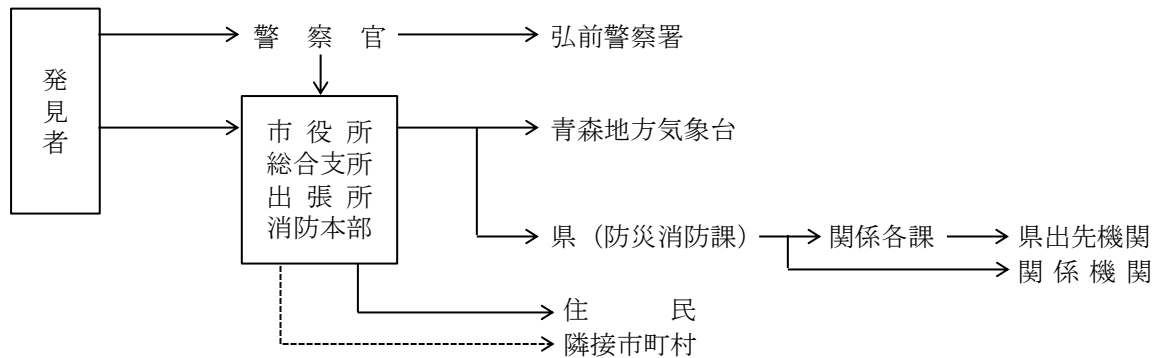 発見者
警察官
弘前警察署
市役所
総合支所
出張所
消防本部
青森地方気象台
県（防災消防課）
関係各課
県出先機関
関係機関
住民
隣接市町村